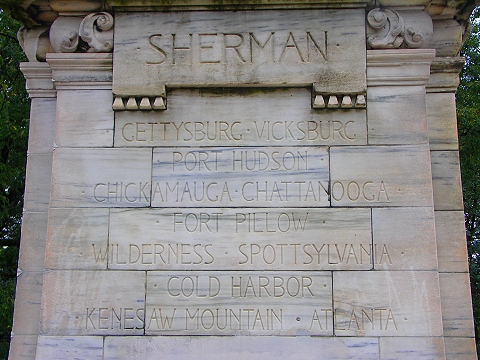 SHERMAN
GETTYSBURG · VICKSBURG
· PORT HUDSON ·
CHICKAMAUGA · CHATTANOOGA ·
FORT PILLOW ·
WILDERNESS · SPOTTSYLVANIA
· COLD HARBOR ·
KENESAW MOUNTAIN · ATLANTA ·